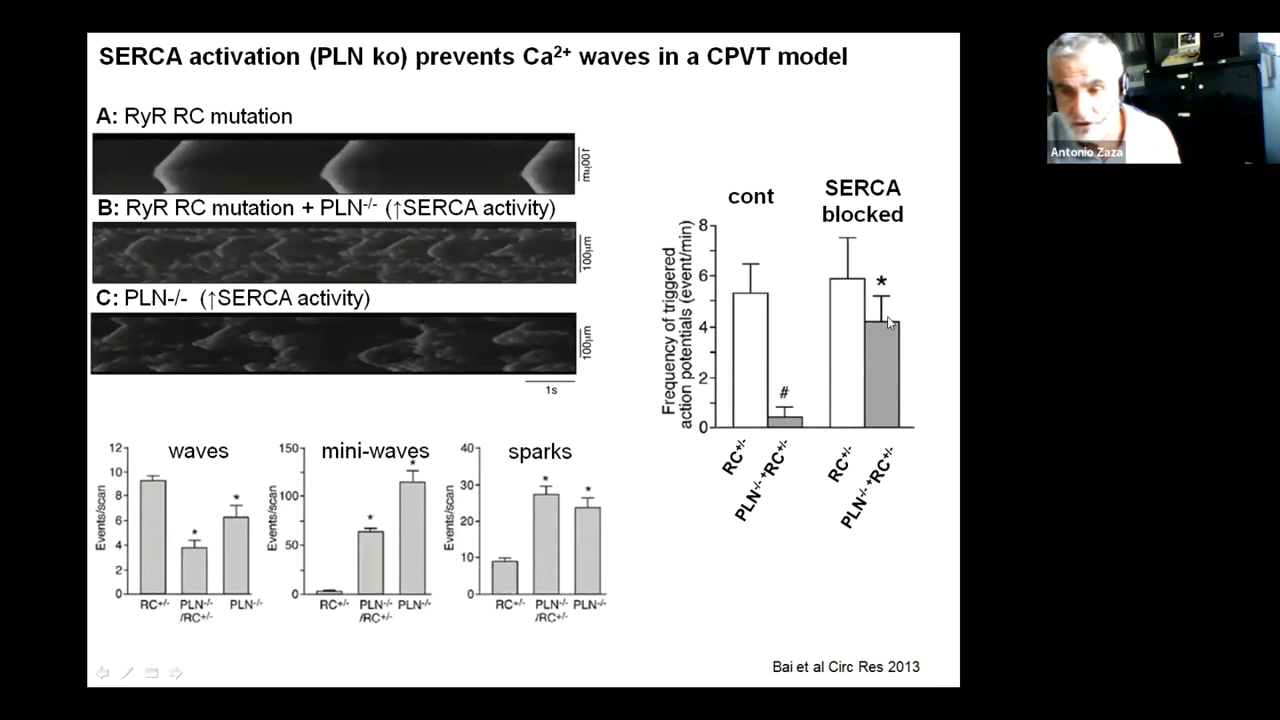 SERCA activation (PLN ko) prevents Ca²⁺ waves in a CPVT model
A: RyR RC mutation
100µm
B: RyR RC mutation + PLN⁻/⁻ (↑SERCA activity)
100µm
C: PLN-/- (↑SERCA activity)
100µm
1s
waves
12
10
8
6
4
2
0
Events/scan
*
*
RC⁺/⁻
PLN⁻/⁻
/RC⁺/⁻
PLN⁻/⁻
mini-waves
150
100
50
0
Events/scan
*
*
RC⁺/⁻
PLN⁻/⁻
/RC⁺/⁻
PLN⁻/⁻
sparks
40
30
20
10
0
Events/scan
*
*
RC⁺/⁻
PLN⁻/⁻
/RC⁺/⁻
PLN⁻/⁻
cont
SERCA
blocked
8
6
4
2
0
Frequency of triggered
action potentials (event/min)
#
*
RC⁺/⁻
PLN⁻/⁻⁺RC⁺/⁻
RC⁺/⁻
PLN⁻/⁻⁺RC⁺/⁻
Bai et al Circ Res 2013
Antonio Zaza